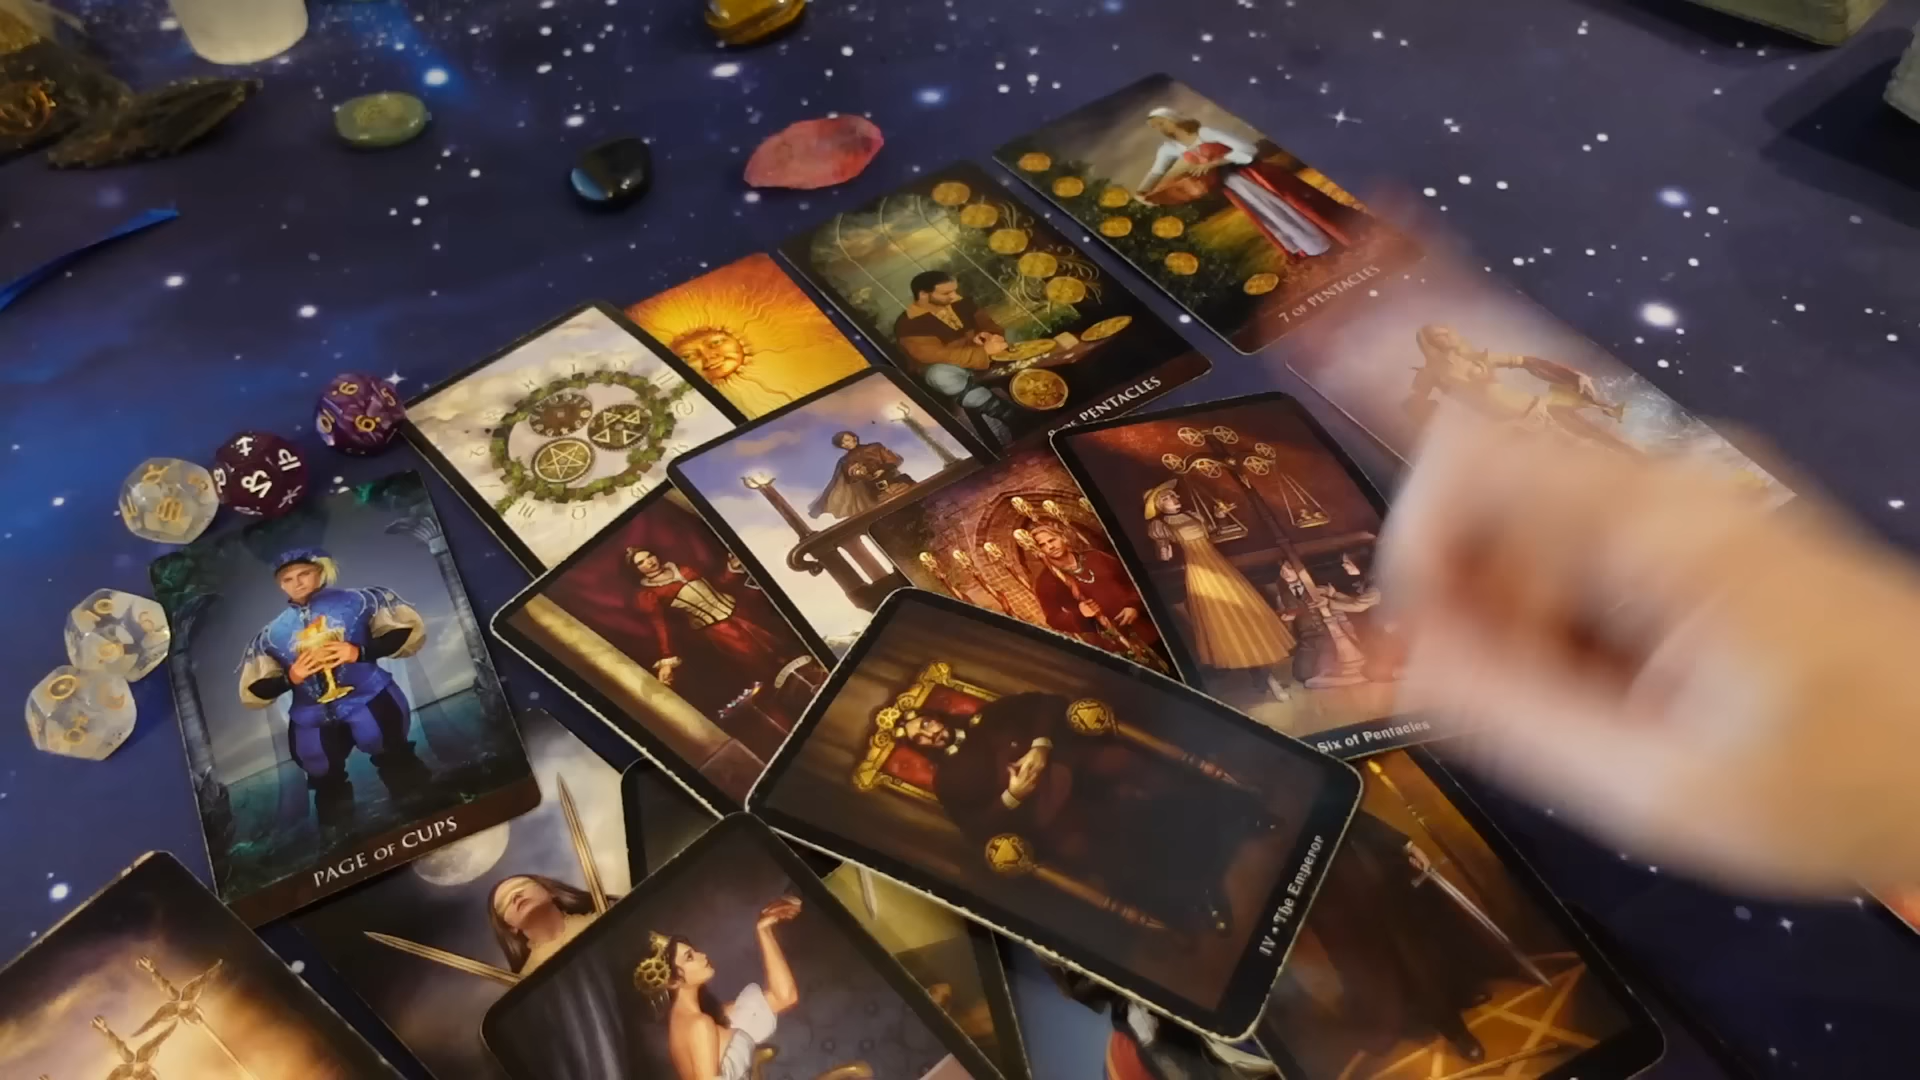 7 OF PENTACLES
PENTACLES
Six of Pentacles
PAGE OF CUPS
IV • The Emperor